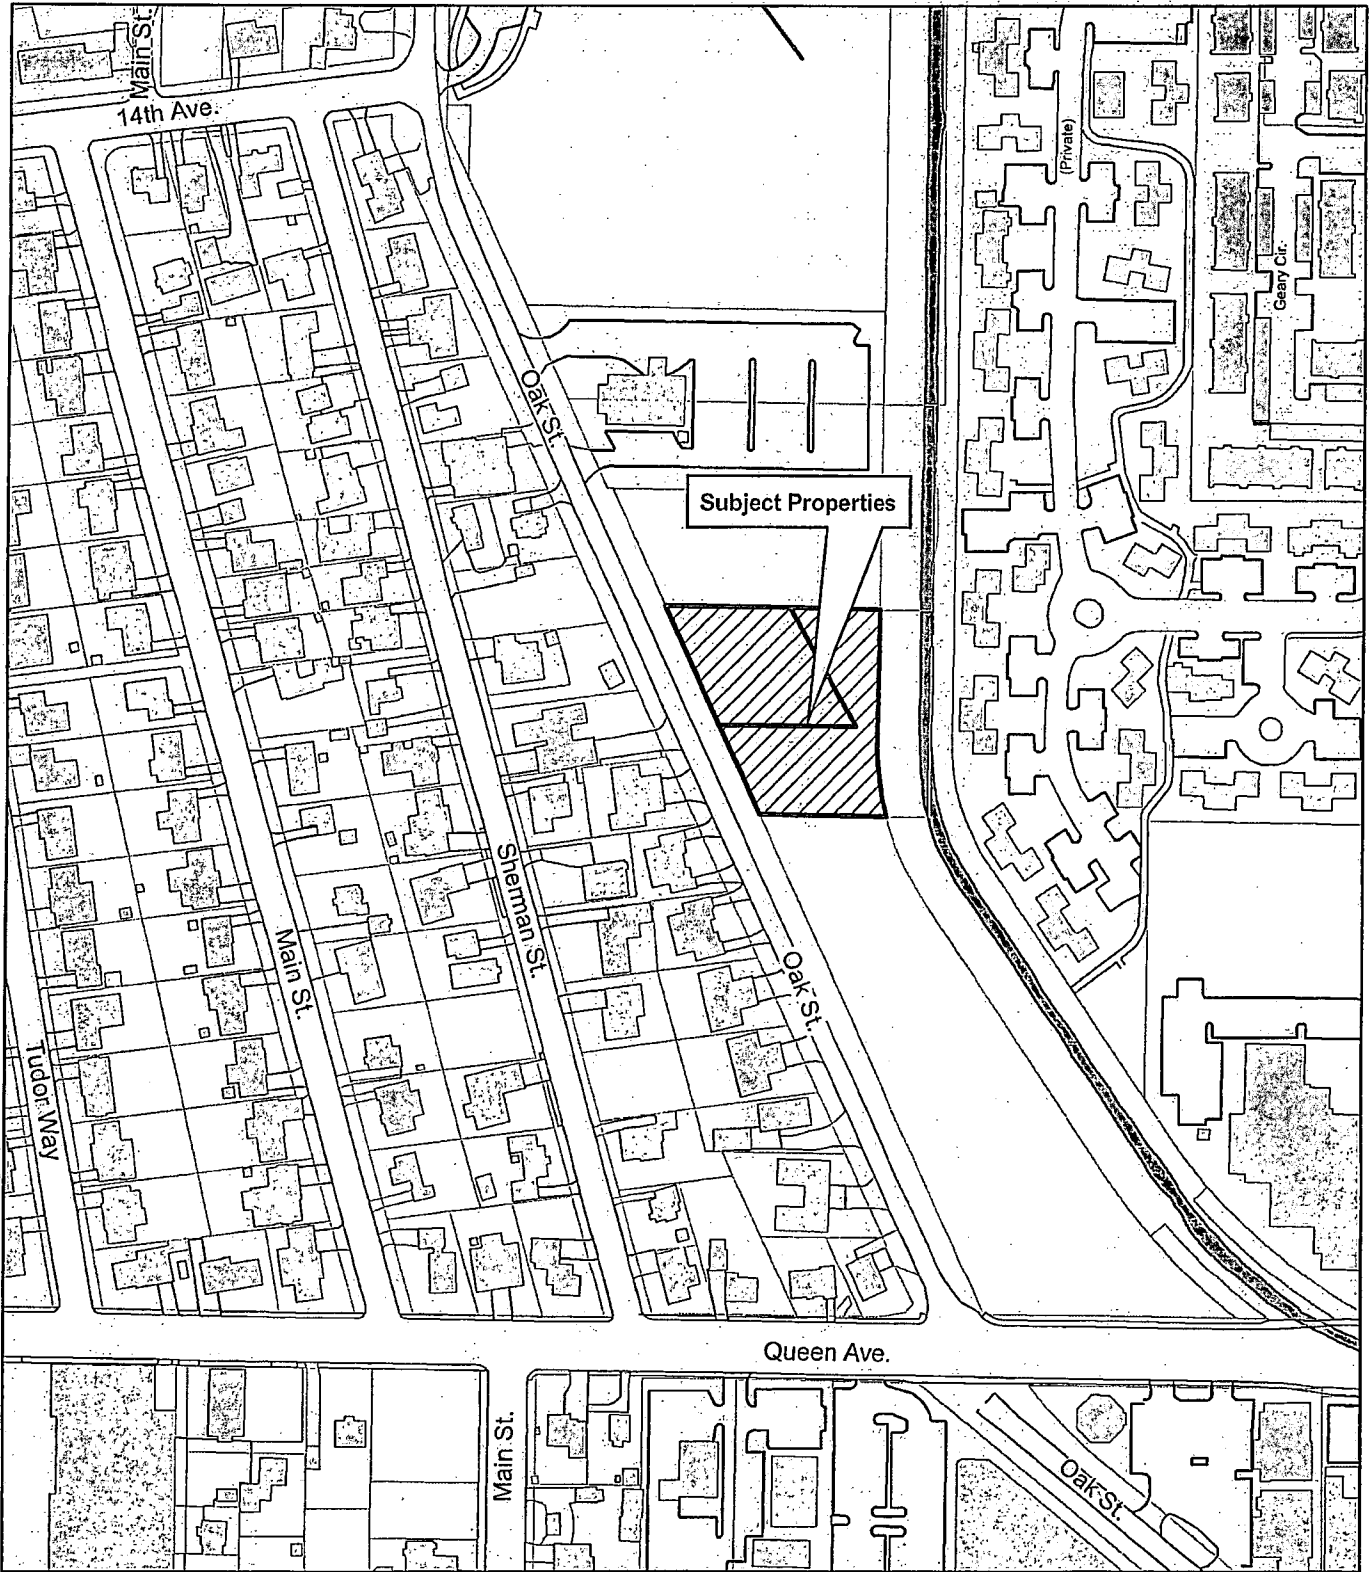 Main St.
14th Ave.
(Private)
Geary Cir.
Oak St.
Subject Properties
Sherman St.
Main St.
Oak St.
Tudor Way
Queen Ave.
Main St.
Oak St.